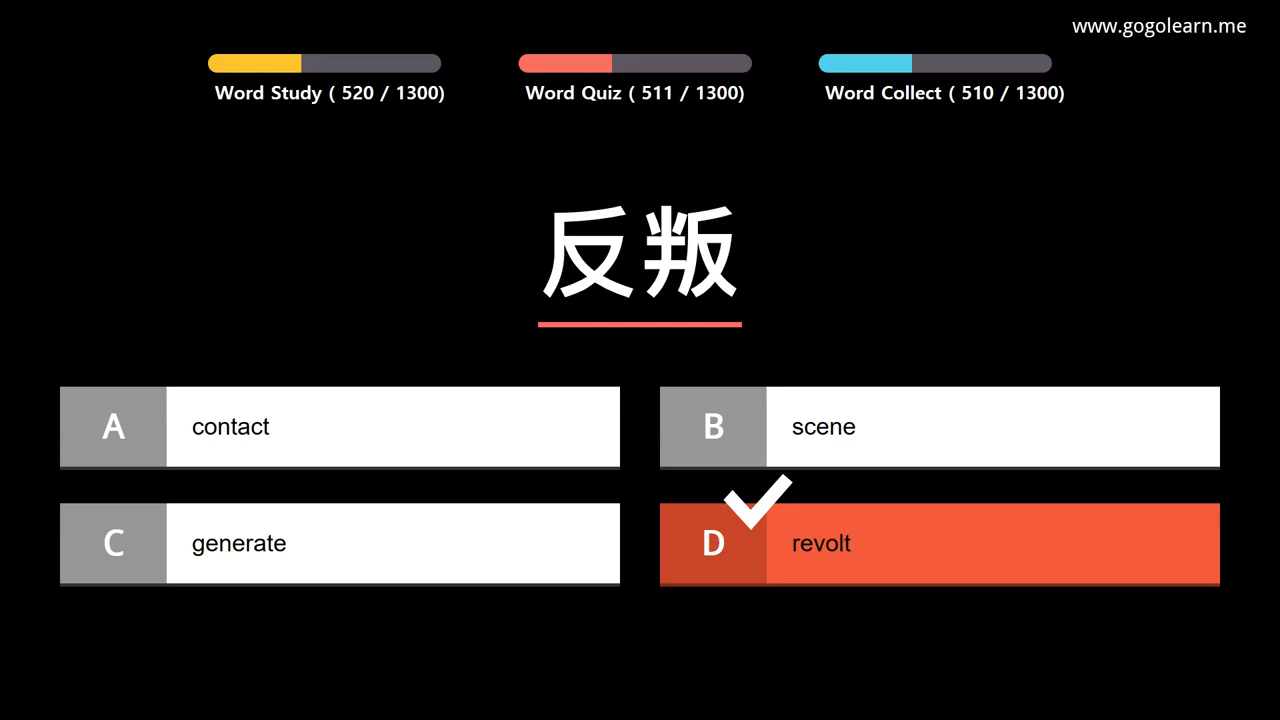 www.gogolearn.me
Word Study ( 520 / 1300)
Word Quiz ( 511 / 1300)
Word Collect ( 510 / 1300)
反叛
A contact
B scene
C generate
D revolt